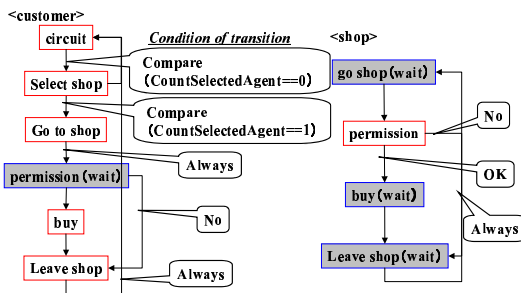 <customer>
circuit
Condition of transition
Compare
(CountSelectedAgent==0)
Select shop
Compare
(CountSelectedAgent==1)
Go to shop
Always
permission(wait)
No
buy
Leave shop
Always
<shop>
go shop(wait)
No
permission
OK
buy(wait)
Always
Leave shop(wait)